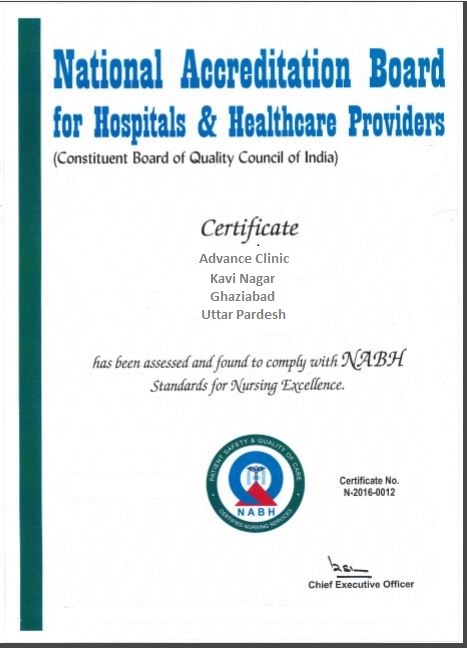 National Accreditation Board
for Hospitals & Healthcare Providers
(Constituent Board of Quality Council of India)
Certificate
Advance Clinic
Kavi Nagar
Ghaziabad
Uttar Pardesh
has been assessed and found to comply with NABH
Standards for Nursing Excellence.
PATIENT SAFETY & QUALITY OF CARE
NABH
CERTIFIED NURSING SERVICES
Certificate No.
N-2016-0012
Chief Executive Officer